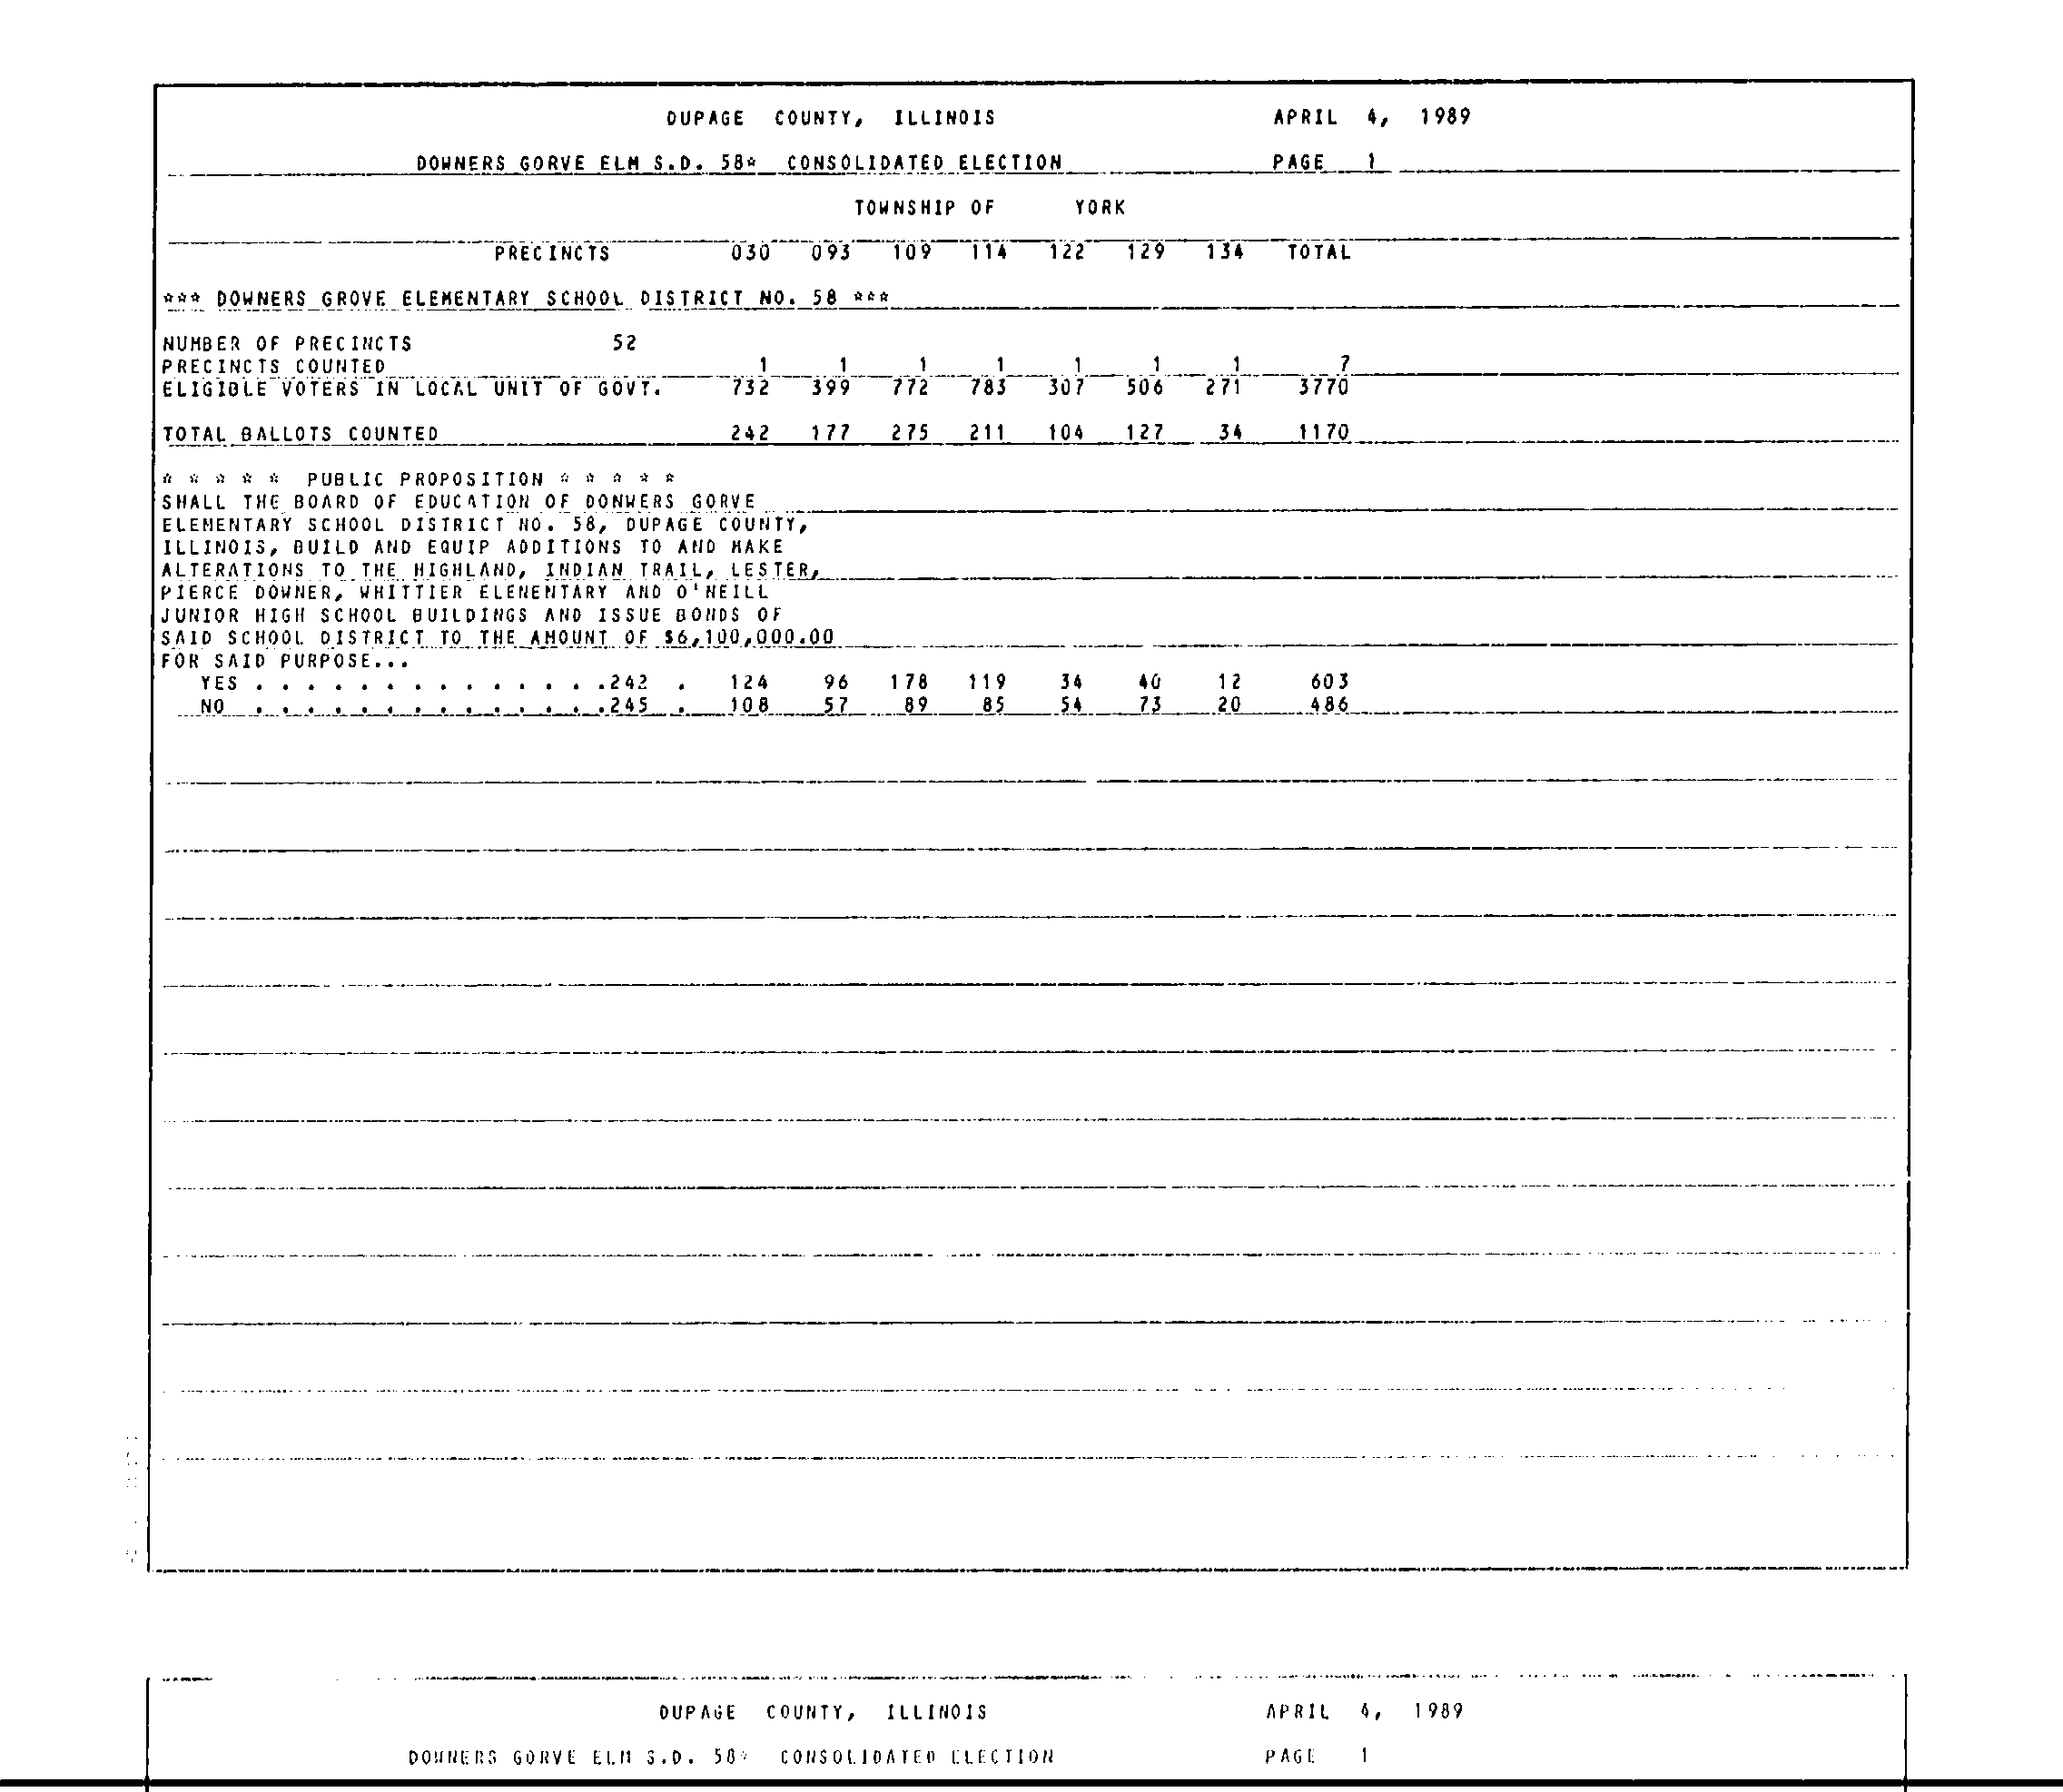 DUPAGE COUNTY, ILLINOIS APRIL 4, 1989
DOWNERS GORVE ELM S.D. 58* CONSOLIDATED ELECTION PAGE 1
TOWNSHIP OF YORK
PRECINCTS 030 093 109 114 122 129 134 TOTAL
*** DOWNERS GROVE ELEMENTARY SCHOOL DISTRICT NO. 58 ***
NUMBER OF PRECINCTS 52
PRECINCTS COUNTED 1 1 1 1 1 1 1 7
ELIGIBLE VOTERS IN LOCAL UNIT OF GOVT. 732 399 772 783 307 506 271 3770
TOTAL BALLOTS COUNTED 242 177 275 211 104 127 34 1170
* * * * * PUBLIC PROPOSITION * * * * *
SHALL THE BOARD OF EDUCATION OF DONWERS GORVE
ELEMENTARY SCHOOL DISTRICT NO. 58, DUPAGE COUNTY,
ILLINOIS, BUILD AND EQUIP ADDITIONS TO AND MAKE
ALTERATIONS TO THE HIGHLAND, INDIAN TRAIL, LESTER,
PIERCE DOWNER, WHITTIER ELEMENTARY AND O'NEILL
JUNIOR HIGH SCHOOL BUILDINGS AND ISSUE BONDS OF
SAID SCHOOL DISTRICT TO THE AMOUNT OF $6,100,000.00
FOR SAID PURPOSE...
YES . . . . . . . . . . . . . .242 . 124 96 178 119 34 40 12 603
NO . . . . . . . . . . . . . .245 . 108 57 89 85 54 73 20 486
DUPAGE COUNTY, ILLINOIS APRIL 4, 1989
DOWNERS GORVE ELM S.D. 58* CONSOLIDATED ELECTION PAGE 1